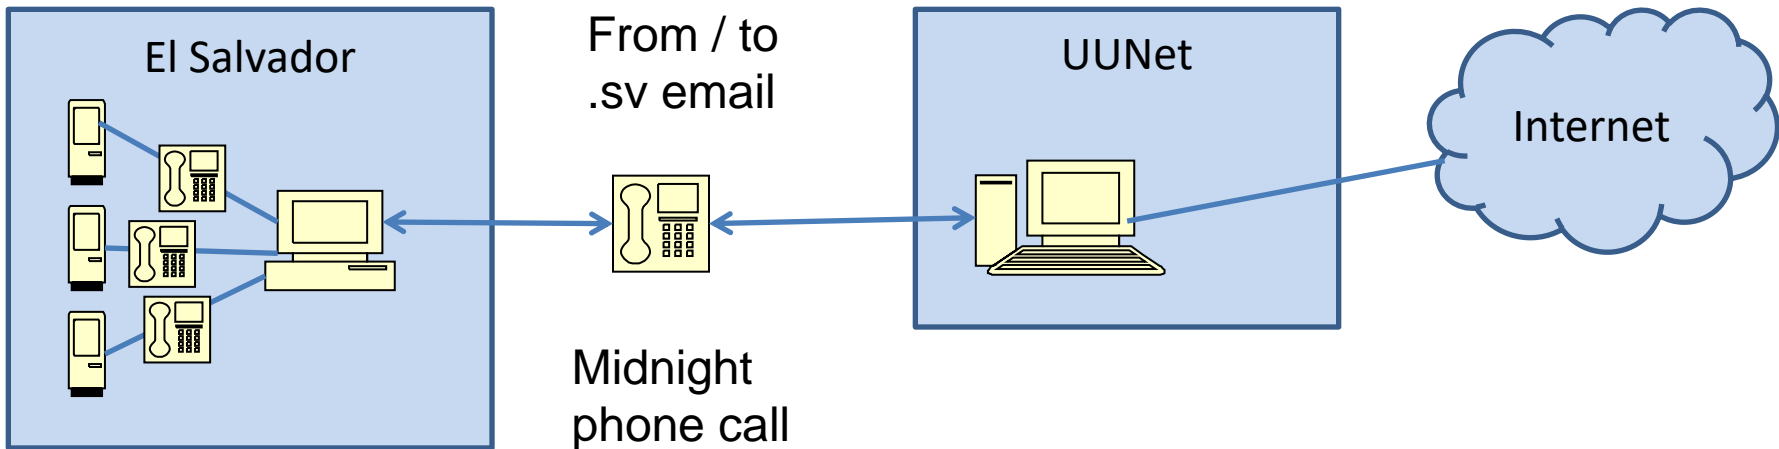 El Salvador
From / to
.sv email
UUNet
Internet
Midnight
phone call